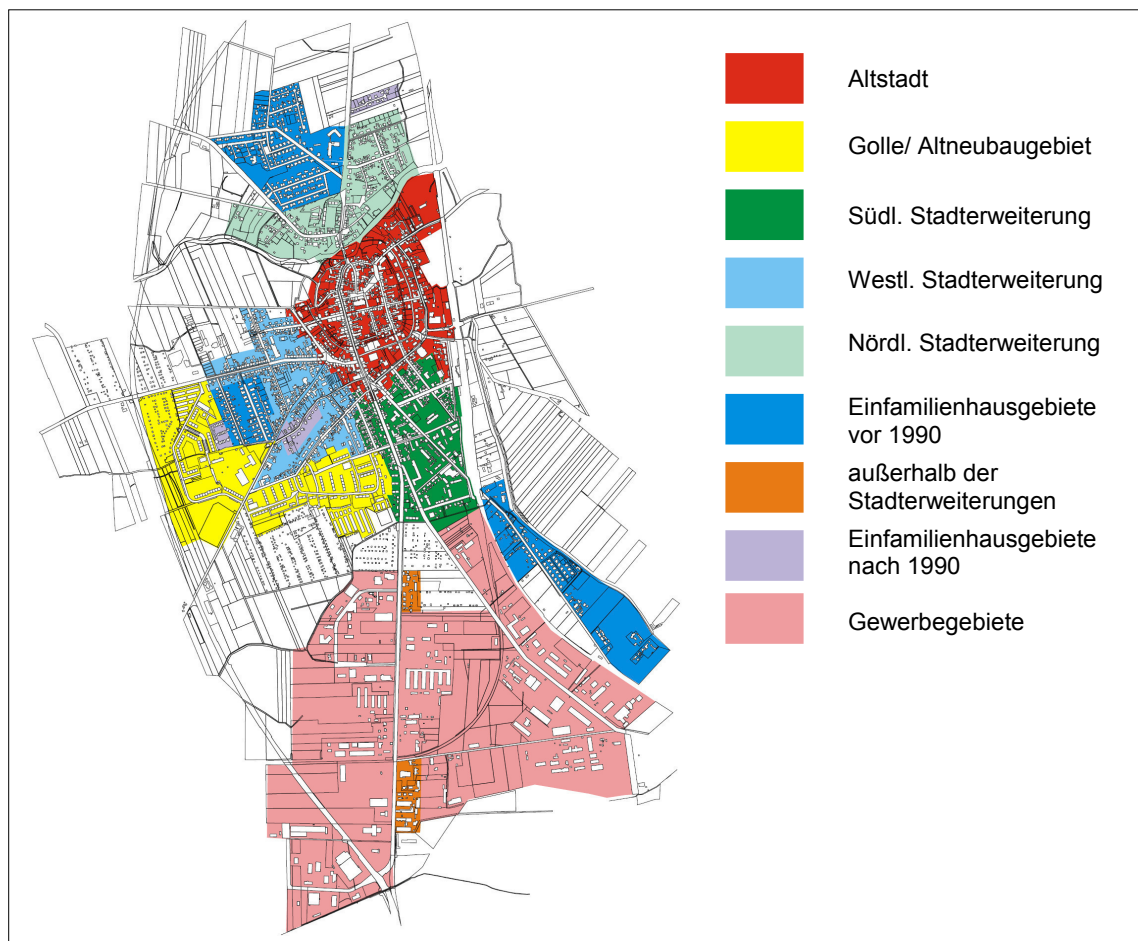 Altstadt
Golle/ Altneubaugebiet
Südl. Stadterweiterung
Westl. Stadterweiterung
Nördl. Stadterweiterung
Einfamilienhausgebiete
vor 1990
außerhalb der
Stadterweiterungen
Einfamilienhausgebiete
nach 1990
Gewerbegebiete